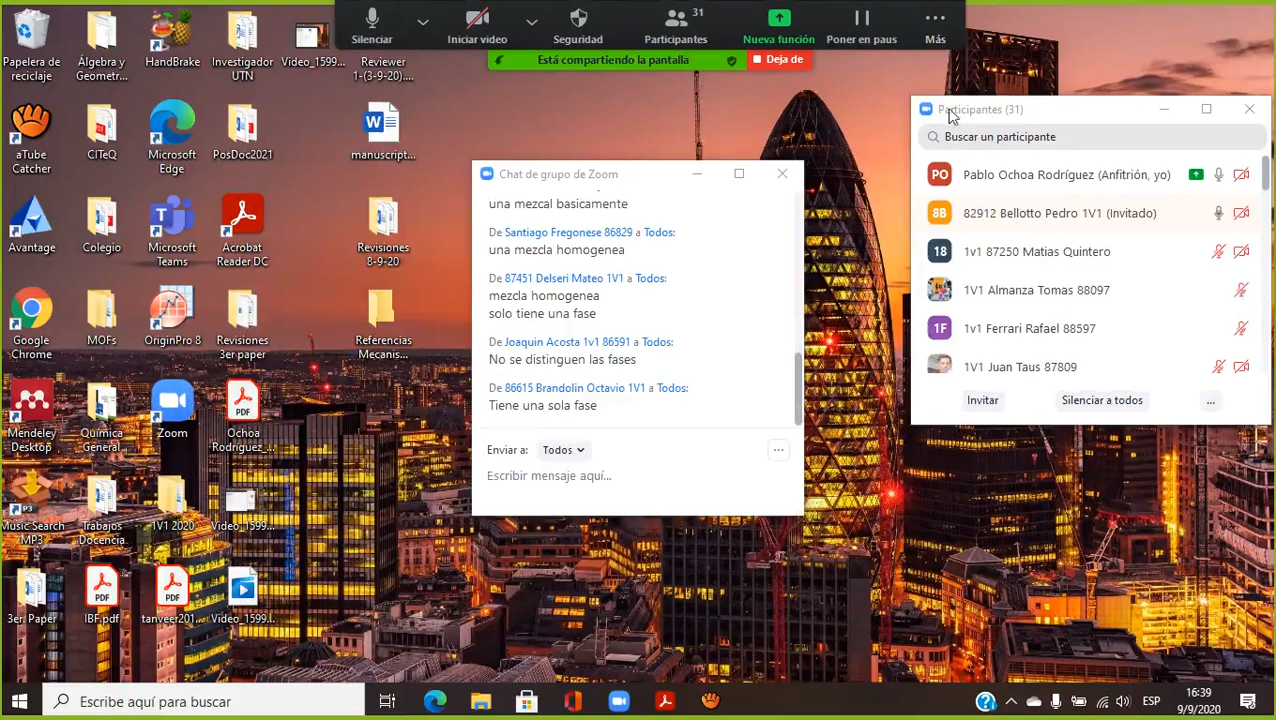 Silenciar
Iniciar video
Seguridad
31
Participantes
Nueva función
Poner en paus
Más
Está compartiendo la pantalla
Deja de
Papelera de
reciclaje
Álgebra y
Geometr...
HandBrake
Investigador
UTN
Video_1599...
Reviewer
1-(3-9-20)....
aTube
Catcher
CITeQ
Microsoft
Edge
PosDoc2021
manuscript...
Avantage
Colegio
Microsoft
Teams
Acrobat
Reader DC
Revisiones
8-9-20
Google
Chrome
OriginPro 8
Revisiones
3er paper
Referencias
Mecanis...
Mendeley
Desktop
Química
General
Zoom
Ochoa
Rodriguez_...
Music Search
MP3
Trabajos
Docencia
1V1 2020
Video_1599...
3er. Paper
IBF.pdf
tanveer201...
Video_1599...
Chat de grupo de Zoom
una mezcal basicamente
De Santiago Fregonese 86829 a Todos:
una mezcla homogenea
De 87451 Delseri Mateo 1V1 a Todos:
mezcla homogenea
solo tiene una fase
De Joaquin Acosta 1v1 86591 a Todos:
No se distinguen las fases
De 86615 Brandolin Octavio 1V1 a Todos:
Tiene una sola fase
Enviar a:
Todos
Escribir mensaje aquí...
Participantes (31)
Buscar un participante
PO
Pablo Ochoa Rodríguez (Anfitrión, yo)
8B
82912 Bellotto Pedro 1V1 (Invitado)
18
1v1 87250 Matias Quintero
1V1 Almanza Tomas 88097
1F
1v1 Ferrari Rafael 88597
1V1 Juan Taus 87809
Invitar
Silenciar a todos
...
Escribe aquí para buscar
ESP
16:39
9/9/2020